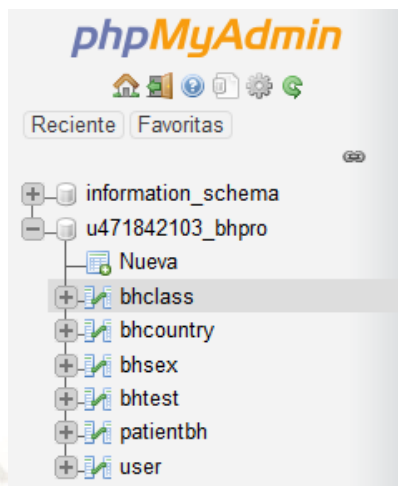 phpMyAdmin
Reciente Favoritas
information_schema
u471842103_bhpro
Nueva
bhclass
bhcountry
bhsex
bhtest
patientbh
user